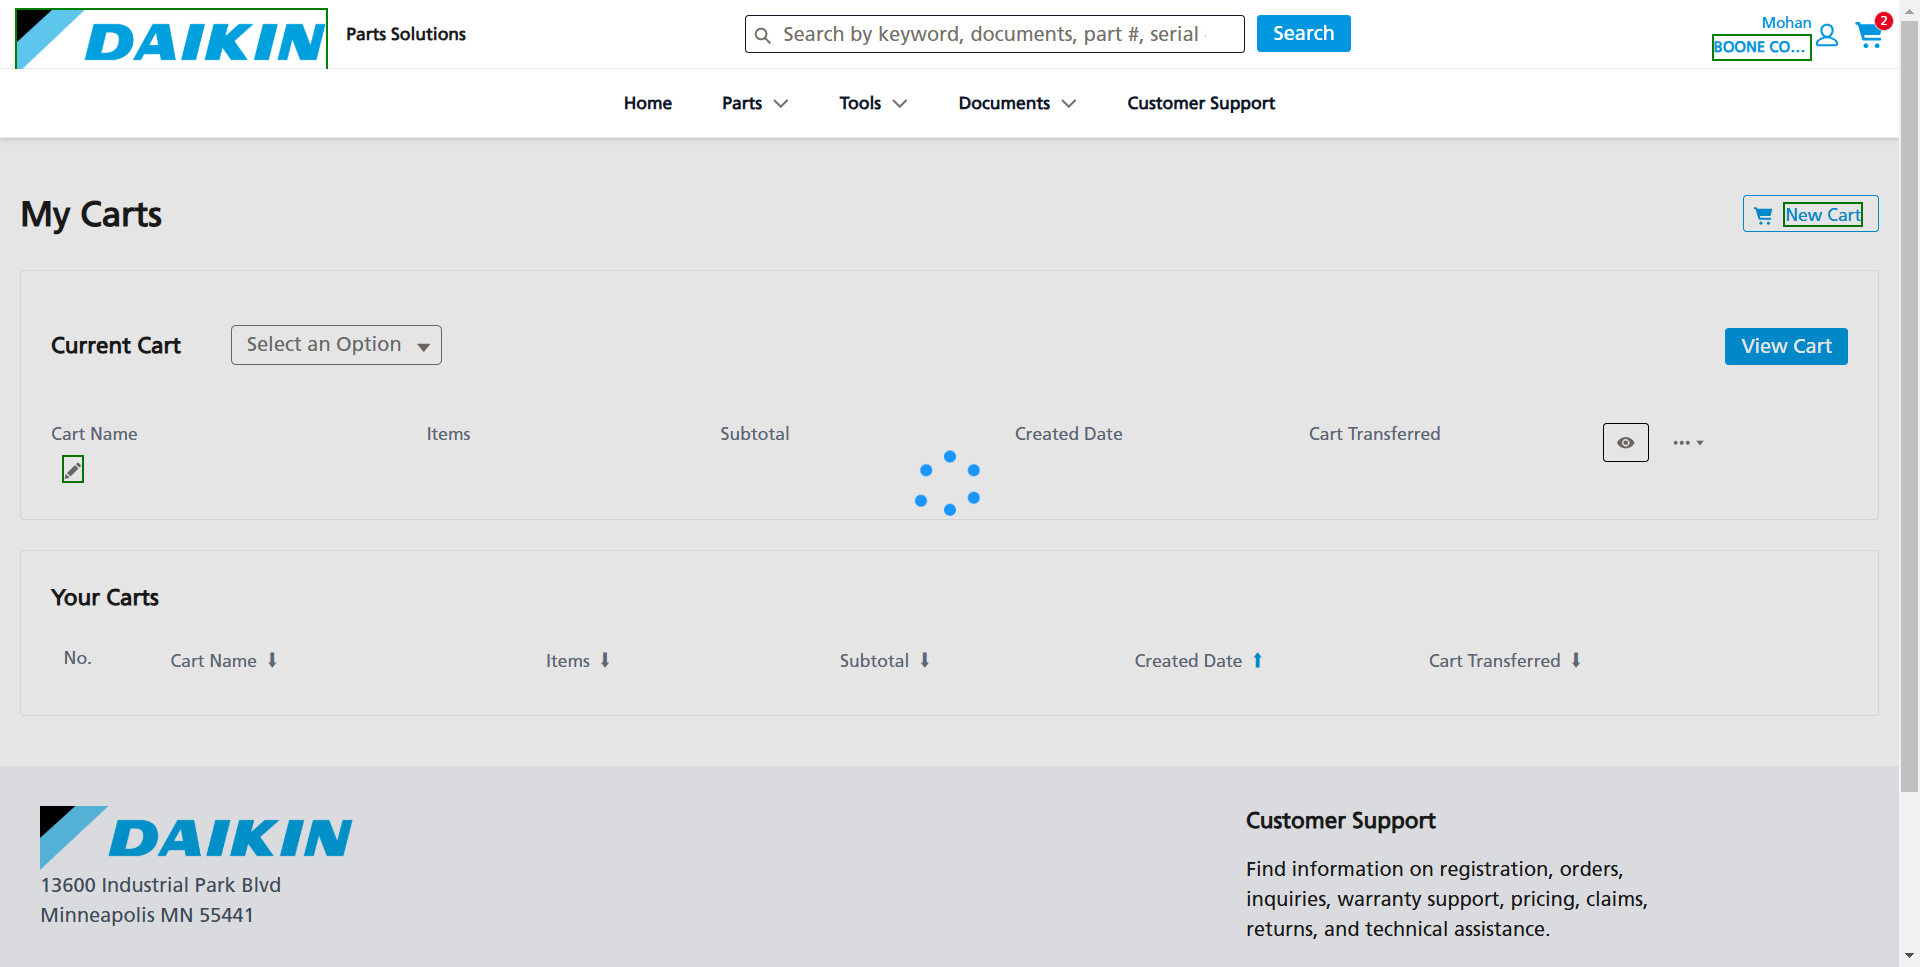 DAIKIN
Parts Solutions
Search by keyword, documents, part #, serial
Search
Mohan
BOONE CO...
2
Home
Parts
Tools
Documents
Customer Support
My Carts
New Cart
Current Cart
Select an Option
View Cart
Cart Name
Items
Subtotal
Created Date
Cart Transferred
Your Carts
No.
Cart Name
Items
Subtotal
Created Date
Cart Transferred
DAIKIN
13600 Industrial Park Blvd
Minneapolis MN 55441
Customer Support
Find information on registration, orders,
inquiries, warranty support, pricing, claims,
returns, and technical assistance.